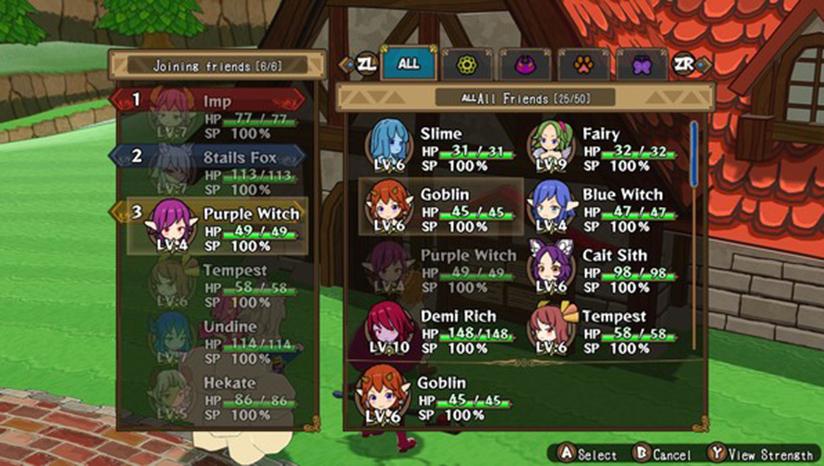 Joining friends [6/6]
ZL ALL ZR
ALL All Friends [25/50]
1 Imp
HP 77/77
LV.7 SP 100%
2 8tails Fox
HP 113/113
SP 100%
3 Purple Witch
HP 49/49
LV.4 SP 100%
Tempest
HP 58/58
LV.6 SP 100%
Undine
HP 114/114
SP 100%
Hekate
HP 86/86
LV.5 SP 100%
Slime
HP 31/31
LV.6 SP 100%
Fairy
HP 32/32
SP 100%
Goblin
HP 45/45
LV.6 SP 100%
Blue Witch
HP 47/47
LV.4 SP 100%
Purple Witch
HP 49/49
LV.4 SP 100%
Cait Sith
HP 98/98
LV.6 SP 100%
Demi Rich
HP 148/148
LV.10 SP 100%
Tempest
HP 58/58
LV.6 SP 100%
Goblin
HP 45/45
LV.6 SP 100%
A Select B Cancel Y View Strength